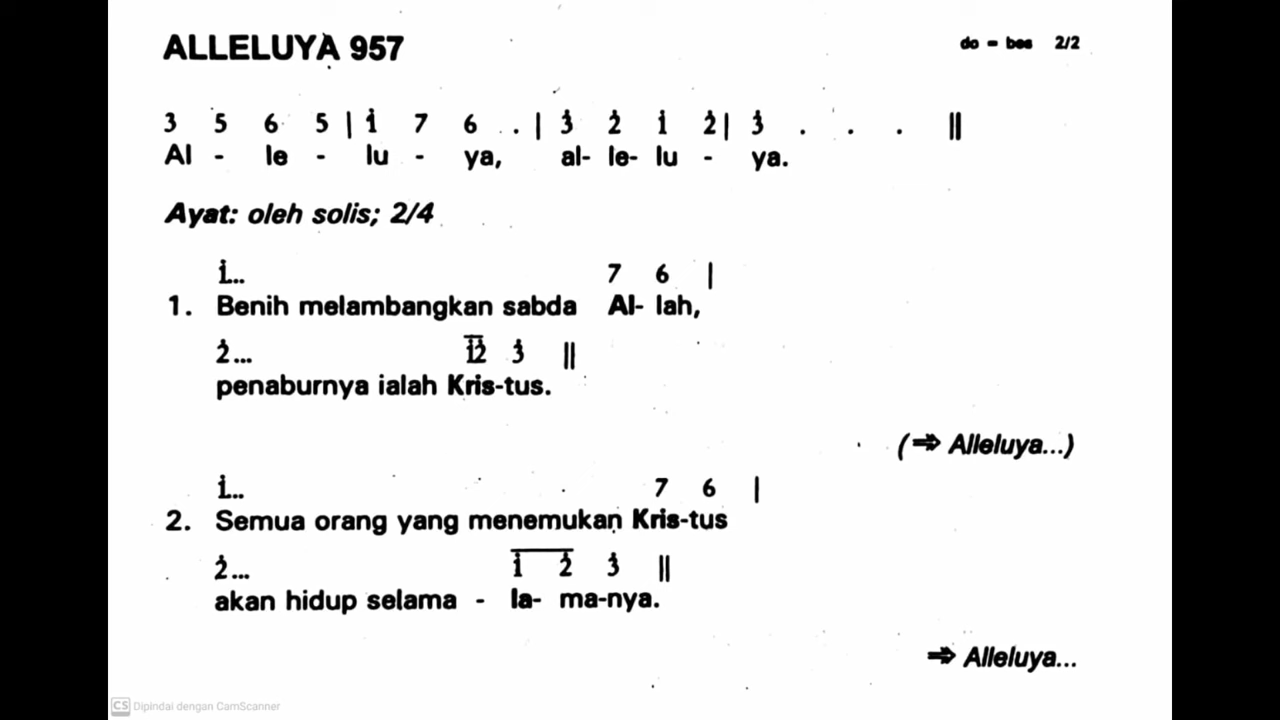 ALLELUYA 957 do = bes 2/2
3 5 6 5 | 1̇ 7 6 . | 3̇ 2̇ 1̇ 2̇ | 3̇ . . . ||
Al - le - lu - ya, al- le- lu - ya.
Ayat: oleh solis; 2/4
1̇... 7 6 |
1. Benih melambangkan sabda Al- lah,
2̇... 1̇2̇ 3̇ ||
penaburnya ialah Kris-tus.
(⇒ Alleluya...)
1̇... 7 6 |
2. Semua orang yang menemukan Kris-tus
2̇... 1̇ 2̇ 3̇ ||
akan hidup selama - la- ma-nya.
⇒ Alleluya...
CS Dipindai dengan CamScanner